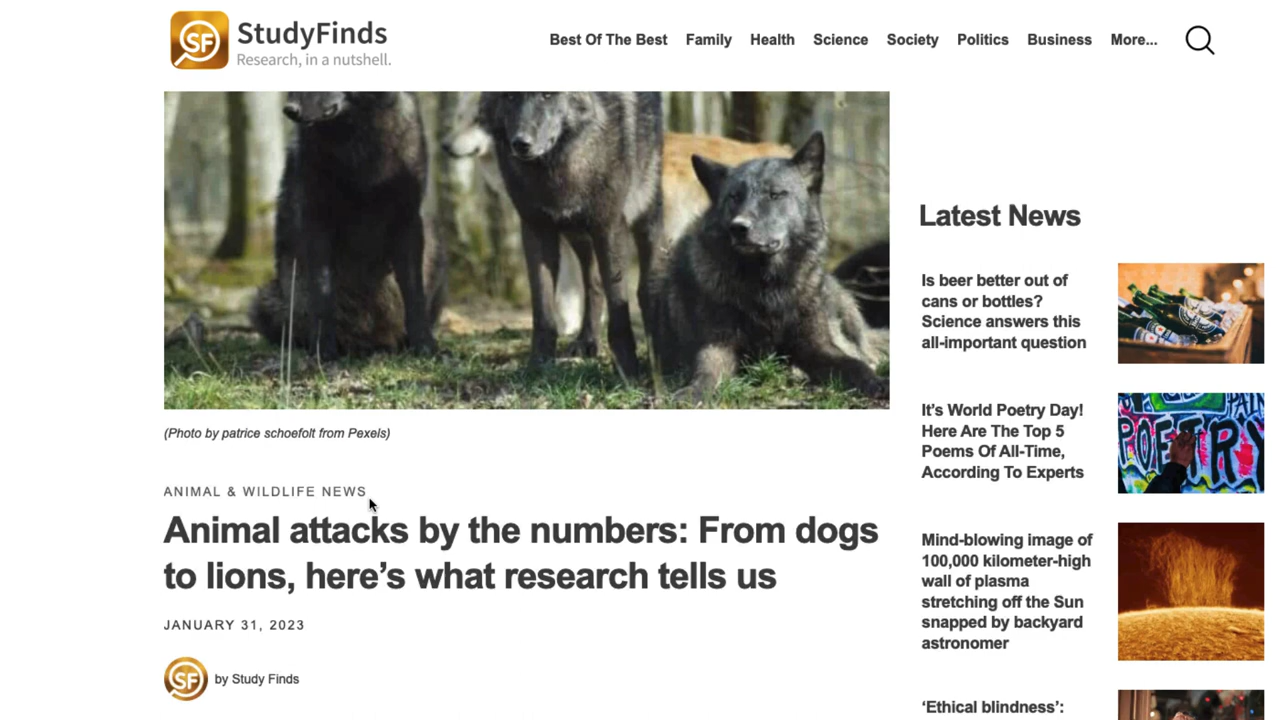 SF
StudyFinds
Research, in a nutshell.
Best Of The Best Family Health Science Society Politics Business More...
(Photo by patrice schoefolt from Pexels)
ANIMAL & WILDLIFE NEWS
Animal attacks by the numbers: From dogs
to lions, here’s what research tells us
JANUARY 31, 2023
SF
by Study Finds
Latest News
Is beer better out of
cans or bottles?
Science answers this
all-important question
It’s World Poetry Day!
Here Are The Top 5
Poems Of All-Time,
According To Experts
POETRY
Mind-blowing image of
100,000 kilometer-high
wall of plasma
stretching off the Sun
snapped by backyard
astronomer
‘Ethical blindness’: